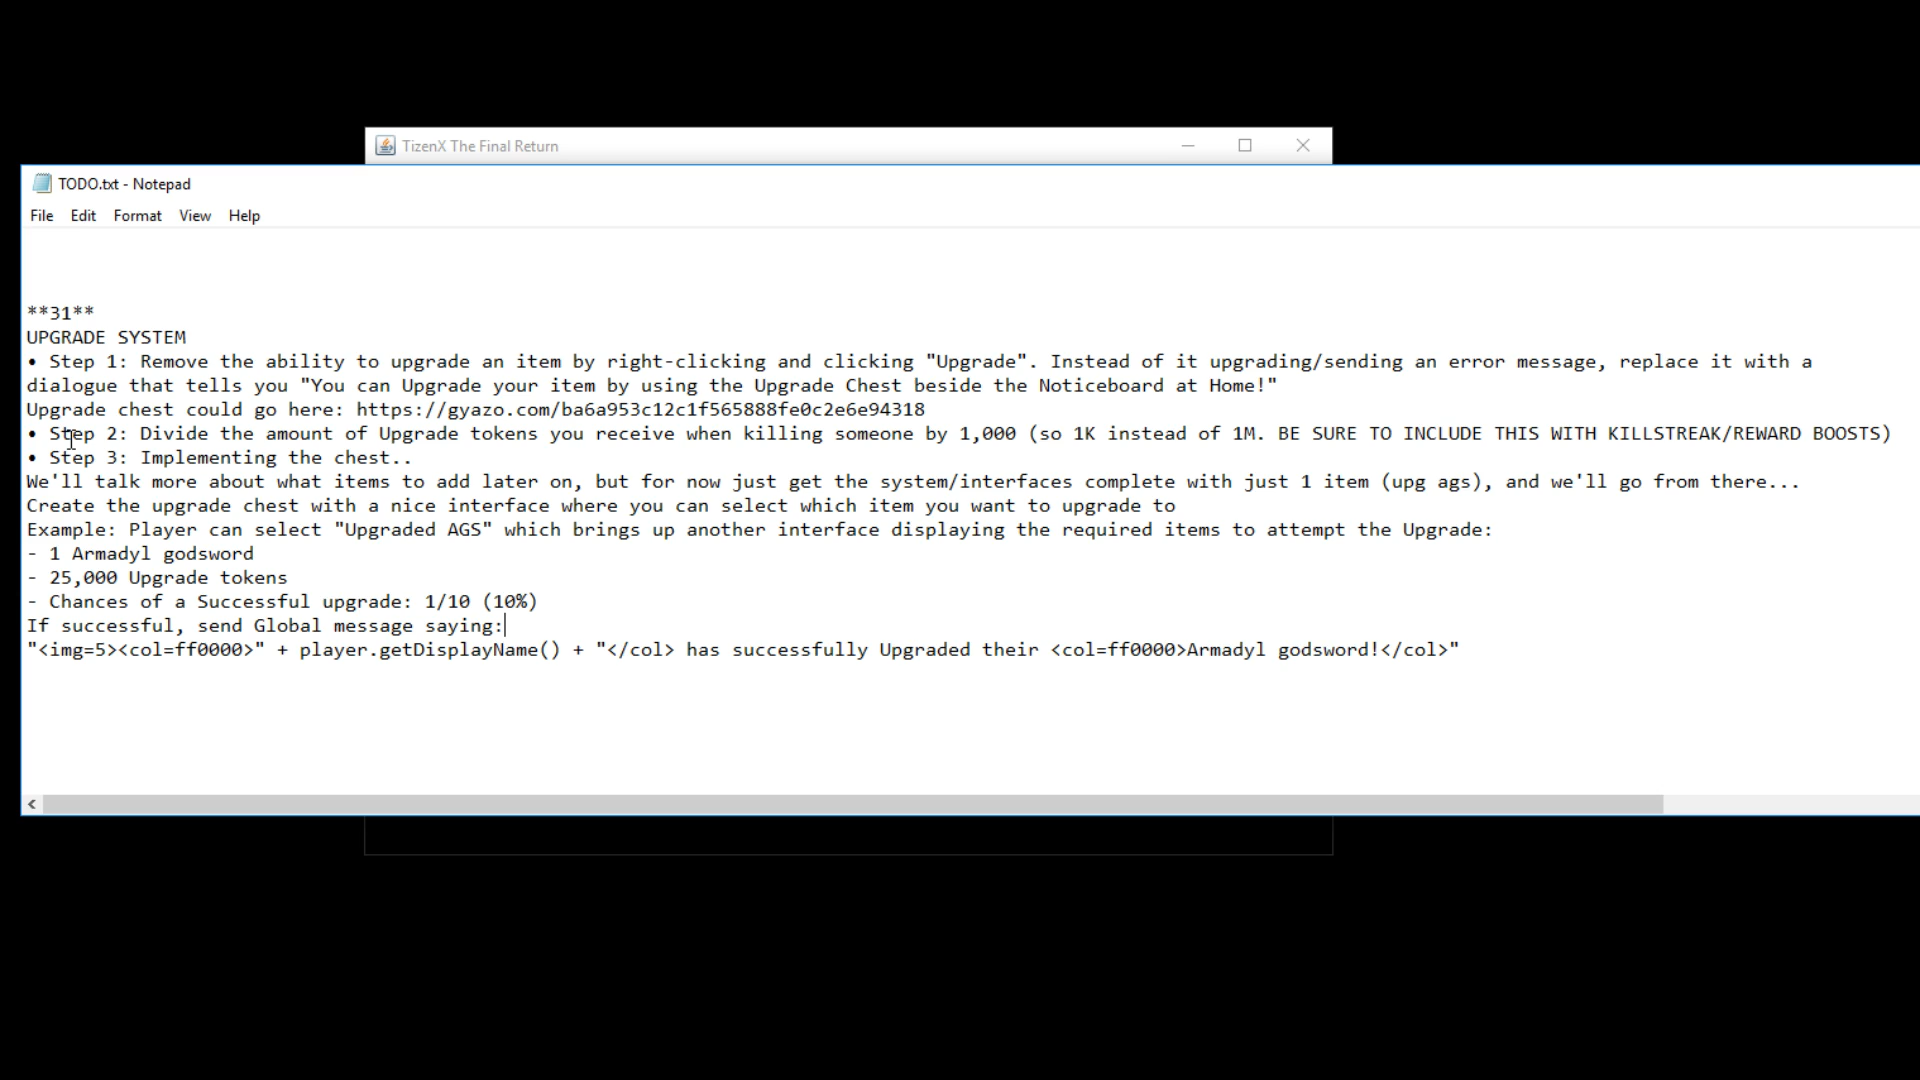 TizenX The Final Return
TODO.txt - Notepad
File Edit Format View Help
**31**
UPGRADE SYSTEM
• Step 1: Remove the ability to upgrade an item by right-clicking and clicking "Upgrade". Instead of it upgrading/sending an error message, replace it with a
dialogue that tells you "You can Upgrade your item by using the Upgrade Chest beside the Noticeboard at Home!"
Upgrade chest could go here: https://gyazo.com/ba6a953c12c1f565888fe0c2e6e94318
• Step 2: Divide the amount of Upgrade tokens you receive when killing someone by 1,000 (so 1K instead of 1M. BE SURE TO INCLUDE THIS WITH KILLSTREAK/REWARD BOOSTS)
• Step 3: Implementing the chest..
We'll talk more about what items to add later on, but for now just get the system/interfaces complete with just 1 item (upg ags), and we'll go from there...
Create the upgrade chest with a nice interface where you can select which item you want to upgrade to
Example: Player can select "Upgraded AGS" which brings up another interface displaying the required items to attempt the Upgrade:
- 1 Armadyl godsword
- 25,000 Upgrade tokens
- Chances of a Successful upgrade: 1/10 (10%)
If successful, send Global message saying:
"<img=5><col=ff0000>" + player.getDisplayName() + "</col> has successfully Upgraded their <col=ff0000>Armadyl godsword!</col>"